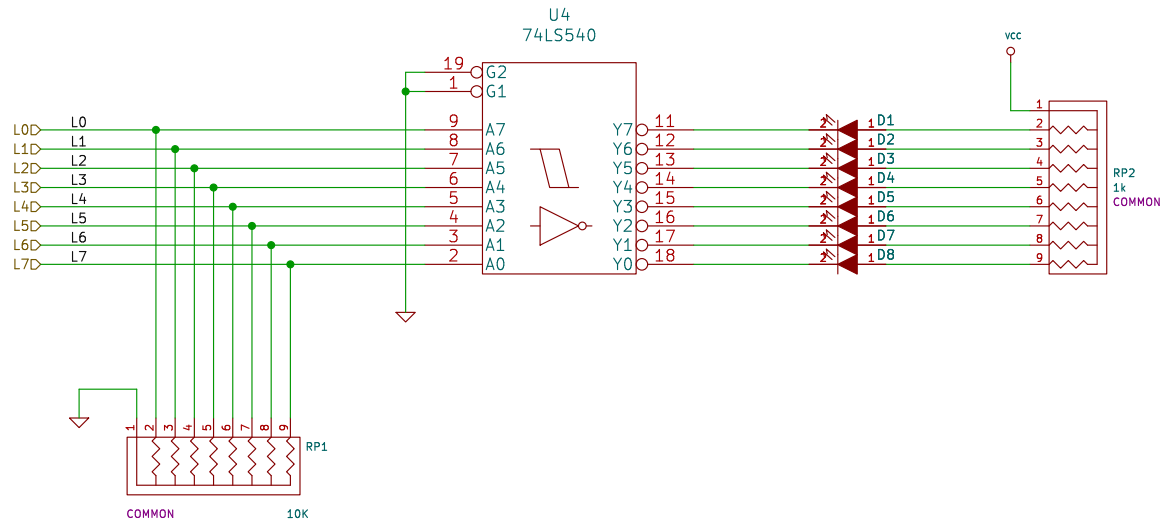 U4
74LS540
VCC
19 G2
1 G1
1
L0 L0 9 A7 Y7 11 2 1 D1 2
L1 L1 8 A6 Y6 12 2 1 D2 3
L2 L2 7 A5 Y5 13 2 1 D3 4
L3 L3 6 A4 Y4 14 2 1 D4 5
L4 L4 5 A3 Y3 15 2 1 D5 6
L5 L5 4 A2 Y2 16 2 1 D6 7
L6 L6 3 A1 Y1 17 2 1 D7 8
L7 L7 2 A0 Y0 18 2 1 D8 9
RP2
1k
COMMON
1 2 3 4 5 6 7 8 9
RP1
COMMON 10K